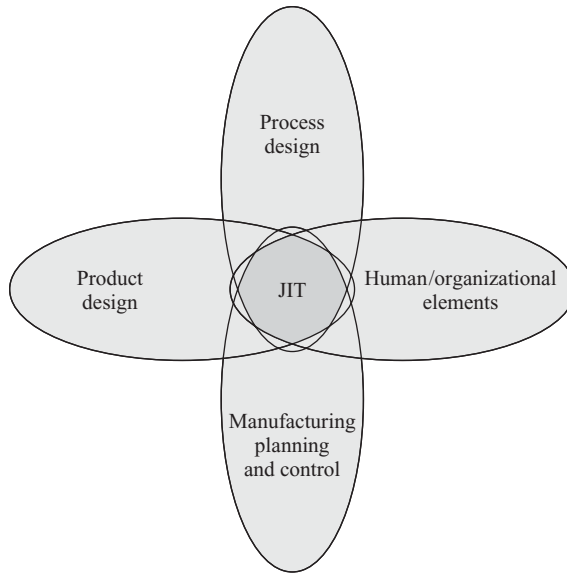 Process
design
Product
design
JIT
Human/organizational
elements
Manufacturing
planning
and control